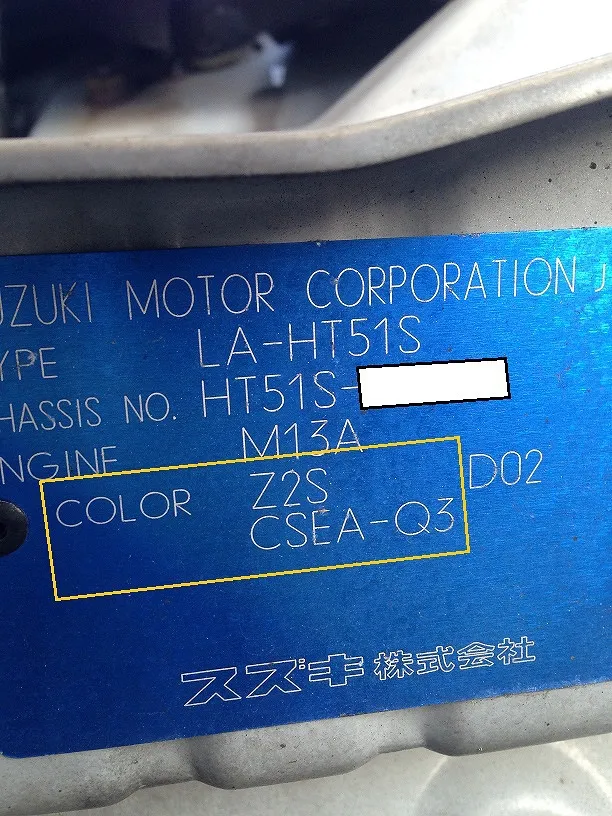 UZUKI MOTOR CORPORATION J
YPE LA-HT51S
HASSIS NO. HT51S-
NGINE M13A
COLOR Z2S D02
CSEA-Q3
スズキ株式会社